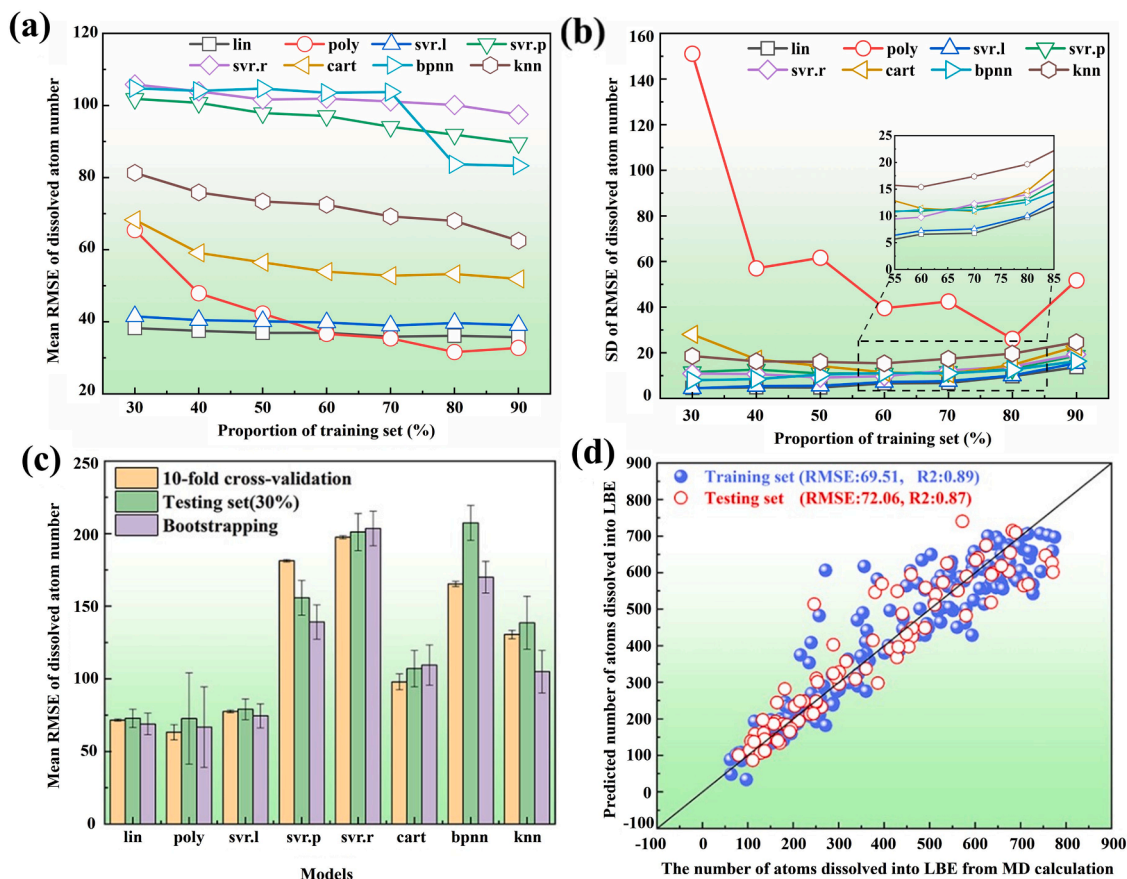 (a)
120
100
80
60
40
20
Mean RMSE of dissolved atom number
lin poly svr.l svr.p
svr.r cart bpnn knn
30 40 50 60 70 80 90
Proportion of training set (%)
(b)
160
140
120
100
80
60
40
20
0
SD of RMSE of dissolved atom number
lin poly svr.l svr.p
svr.r cart bpnn knn
25
20
15
10
5
0
55 60 70 80 85
30 40 50 60 70 80 90
Proportion of training set (%)
(c)
250
200
150
100
50
0
Mean RMSE of dissolved atom number
10-fold cross-validation
Testing set(30%)
Bootstrapping
lin poly svr.l svr.p svr.r cart bpnn knn
Models
(d)
900
800
700
600
500
400
300
200
100
0
-100
Predicted number of atoms dissolved into LBE
Training set (RMSE:69.51, R2:0.89)
Testing set (RMSE:72.06, R2:0.87)
-100 0 100 200 300 400 500 600 700 800 900
The number of atoms dissolved into LBE from MD calculation